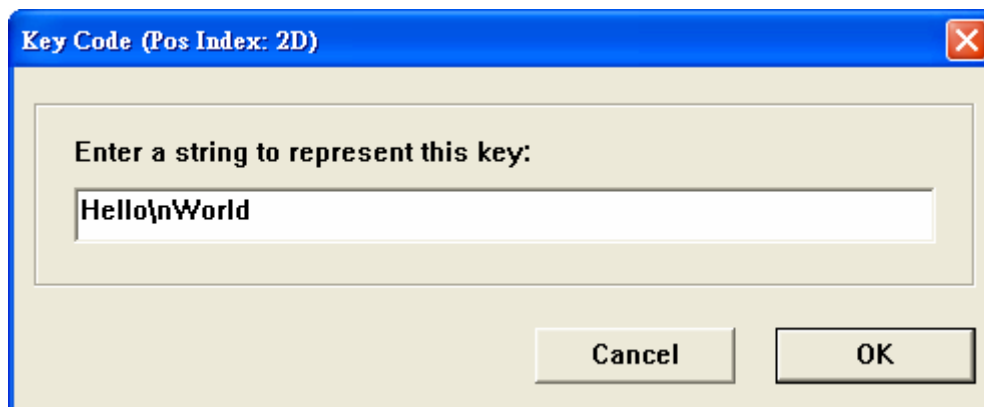 Key Code (Pos Index: 2D)
Enter a string to represent this key:
Hello\nWorld
Cancel OK